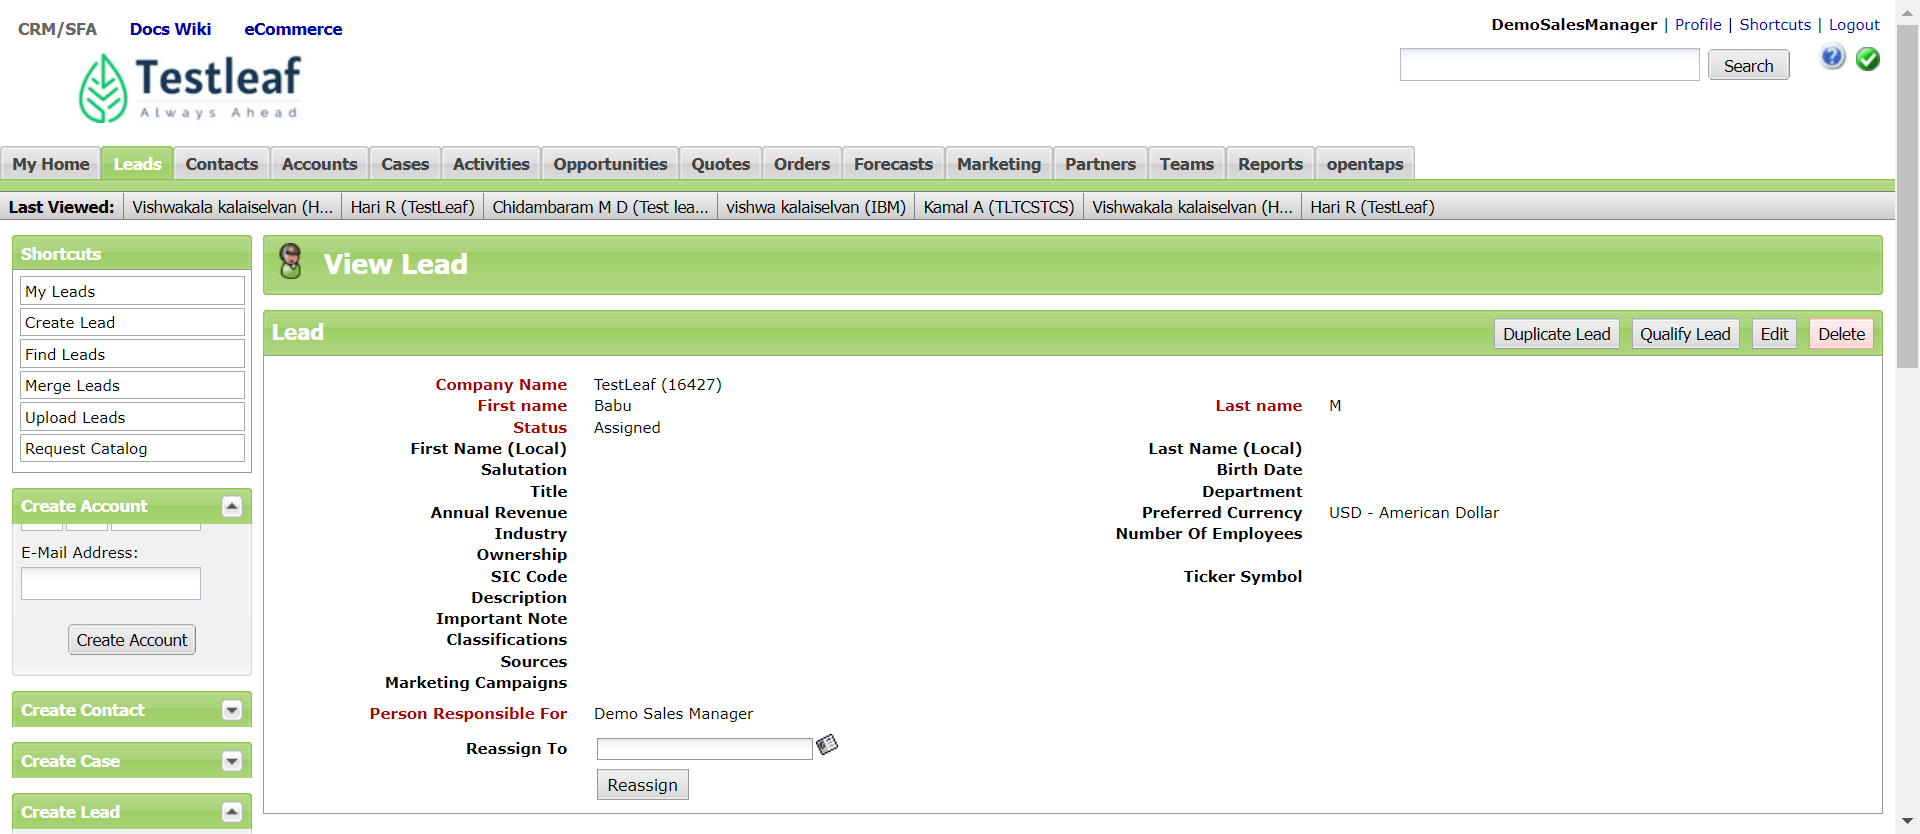 CRM/SFA Docs Wiki eCommerce
DemoSalesManager | Profile | Shortcuts | Logout
Testleaf
Always Ahead
Search
My Home Leads Contacts Accounts Cases Activities Opportunities Quotes Orders Forecasts Marketing Partners Teams Reports opentaps
Last Viewed: Vishwakala kalaiselvan (H... Hari R (TestLeaf) Chidambaram M D (Test lea... vishwa kalaiselvan (IBM) Kamal A (TLTCSTCS) Vishwakala kalaiselvan (H... Hari R (TestLeaf)
Shortcuts
My Leads
Create Lead
Find Leads
Merge Leads
Upload Leads
Request Catalog
Create Account
E-Mail Address:
Create Account
Create Contact
Create Case
Create Lead
View Lead
Lead
Duplicate Lead Qualify Lead Edit Delete
Company Name TestLeaf (16427)
First name Babu Last name M
Status Assigned
First Name (Local) Last Name (Local)
Salutation Birth Date
Title Department
Annual Revenue Preferred Currency USD - American Dollar
Industry Number Of Employees
Ownership
SIC Code Ticker Symbol
Description
Important Note
Classifications
Sources
Marketing Campaigns
Person Responsible For Demo Sales Manager
Reassign To
Reassign